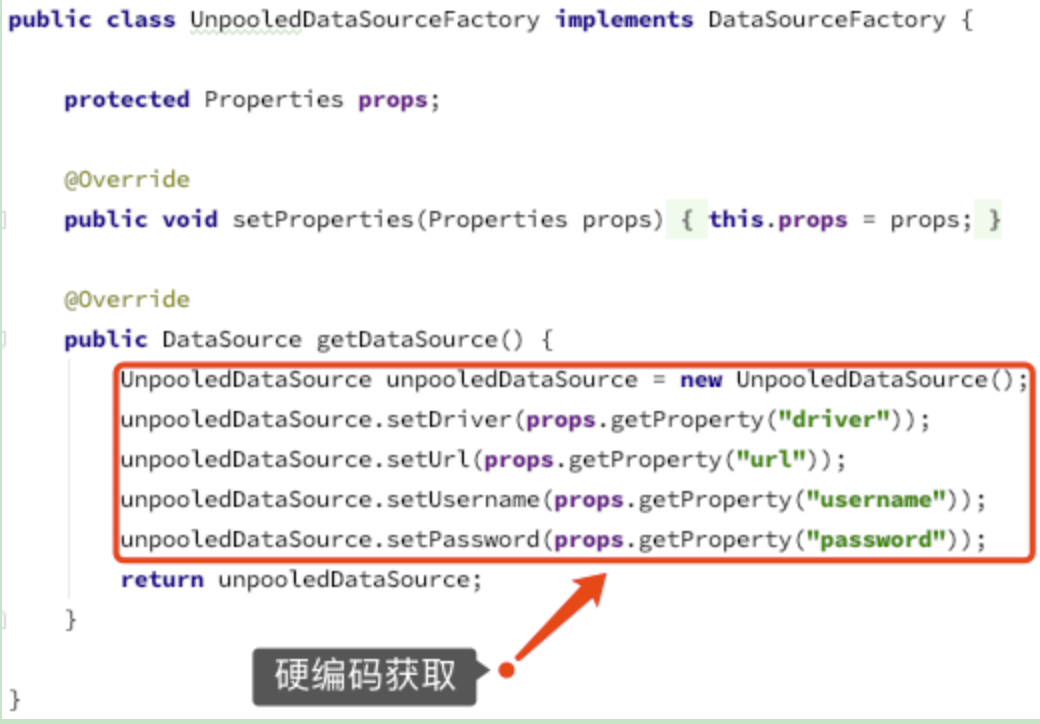 public class UnpooledDataSourceFactory implements DataSourceFactory {
protected Properties props;
@Override
public void setProperties(Properties props) { this.props = props; }
@Override
public DataSource getDataSource() {
UnpooledDataSource unpooledDataSource = new UnpooledDataSource();
unpooledDataSource.setDriver(props.getProperty("driver"));
unpooledDataSource.setUrl(props.getProperty("url"));
unpooledDataSource.setUsername(props.getProperty("username"));
unpooledDataSource.setPassword(props.getProperty("password"));
return unpooledDataSource;
}
硬编码获取
}